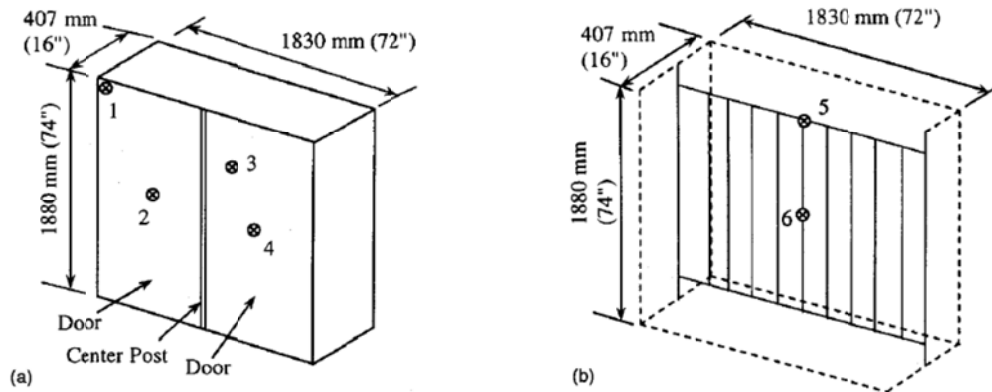 407 mm
(16")
1830 mm (72")
1880 mm (74")
1
2
3
4
Door
Center Post
Door
(a)
407 mm
(16")
1830 mm (72")
1880 mm
(74")
5
6
(b)